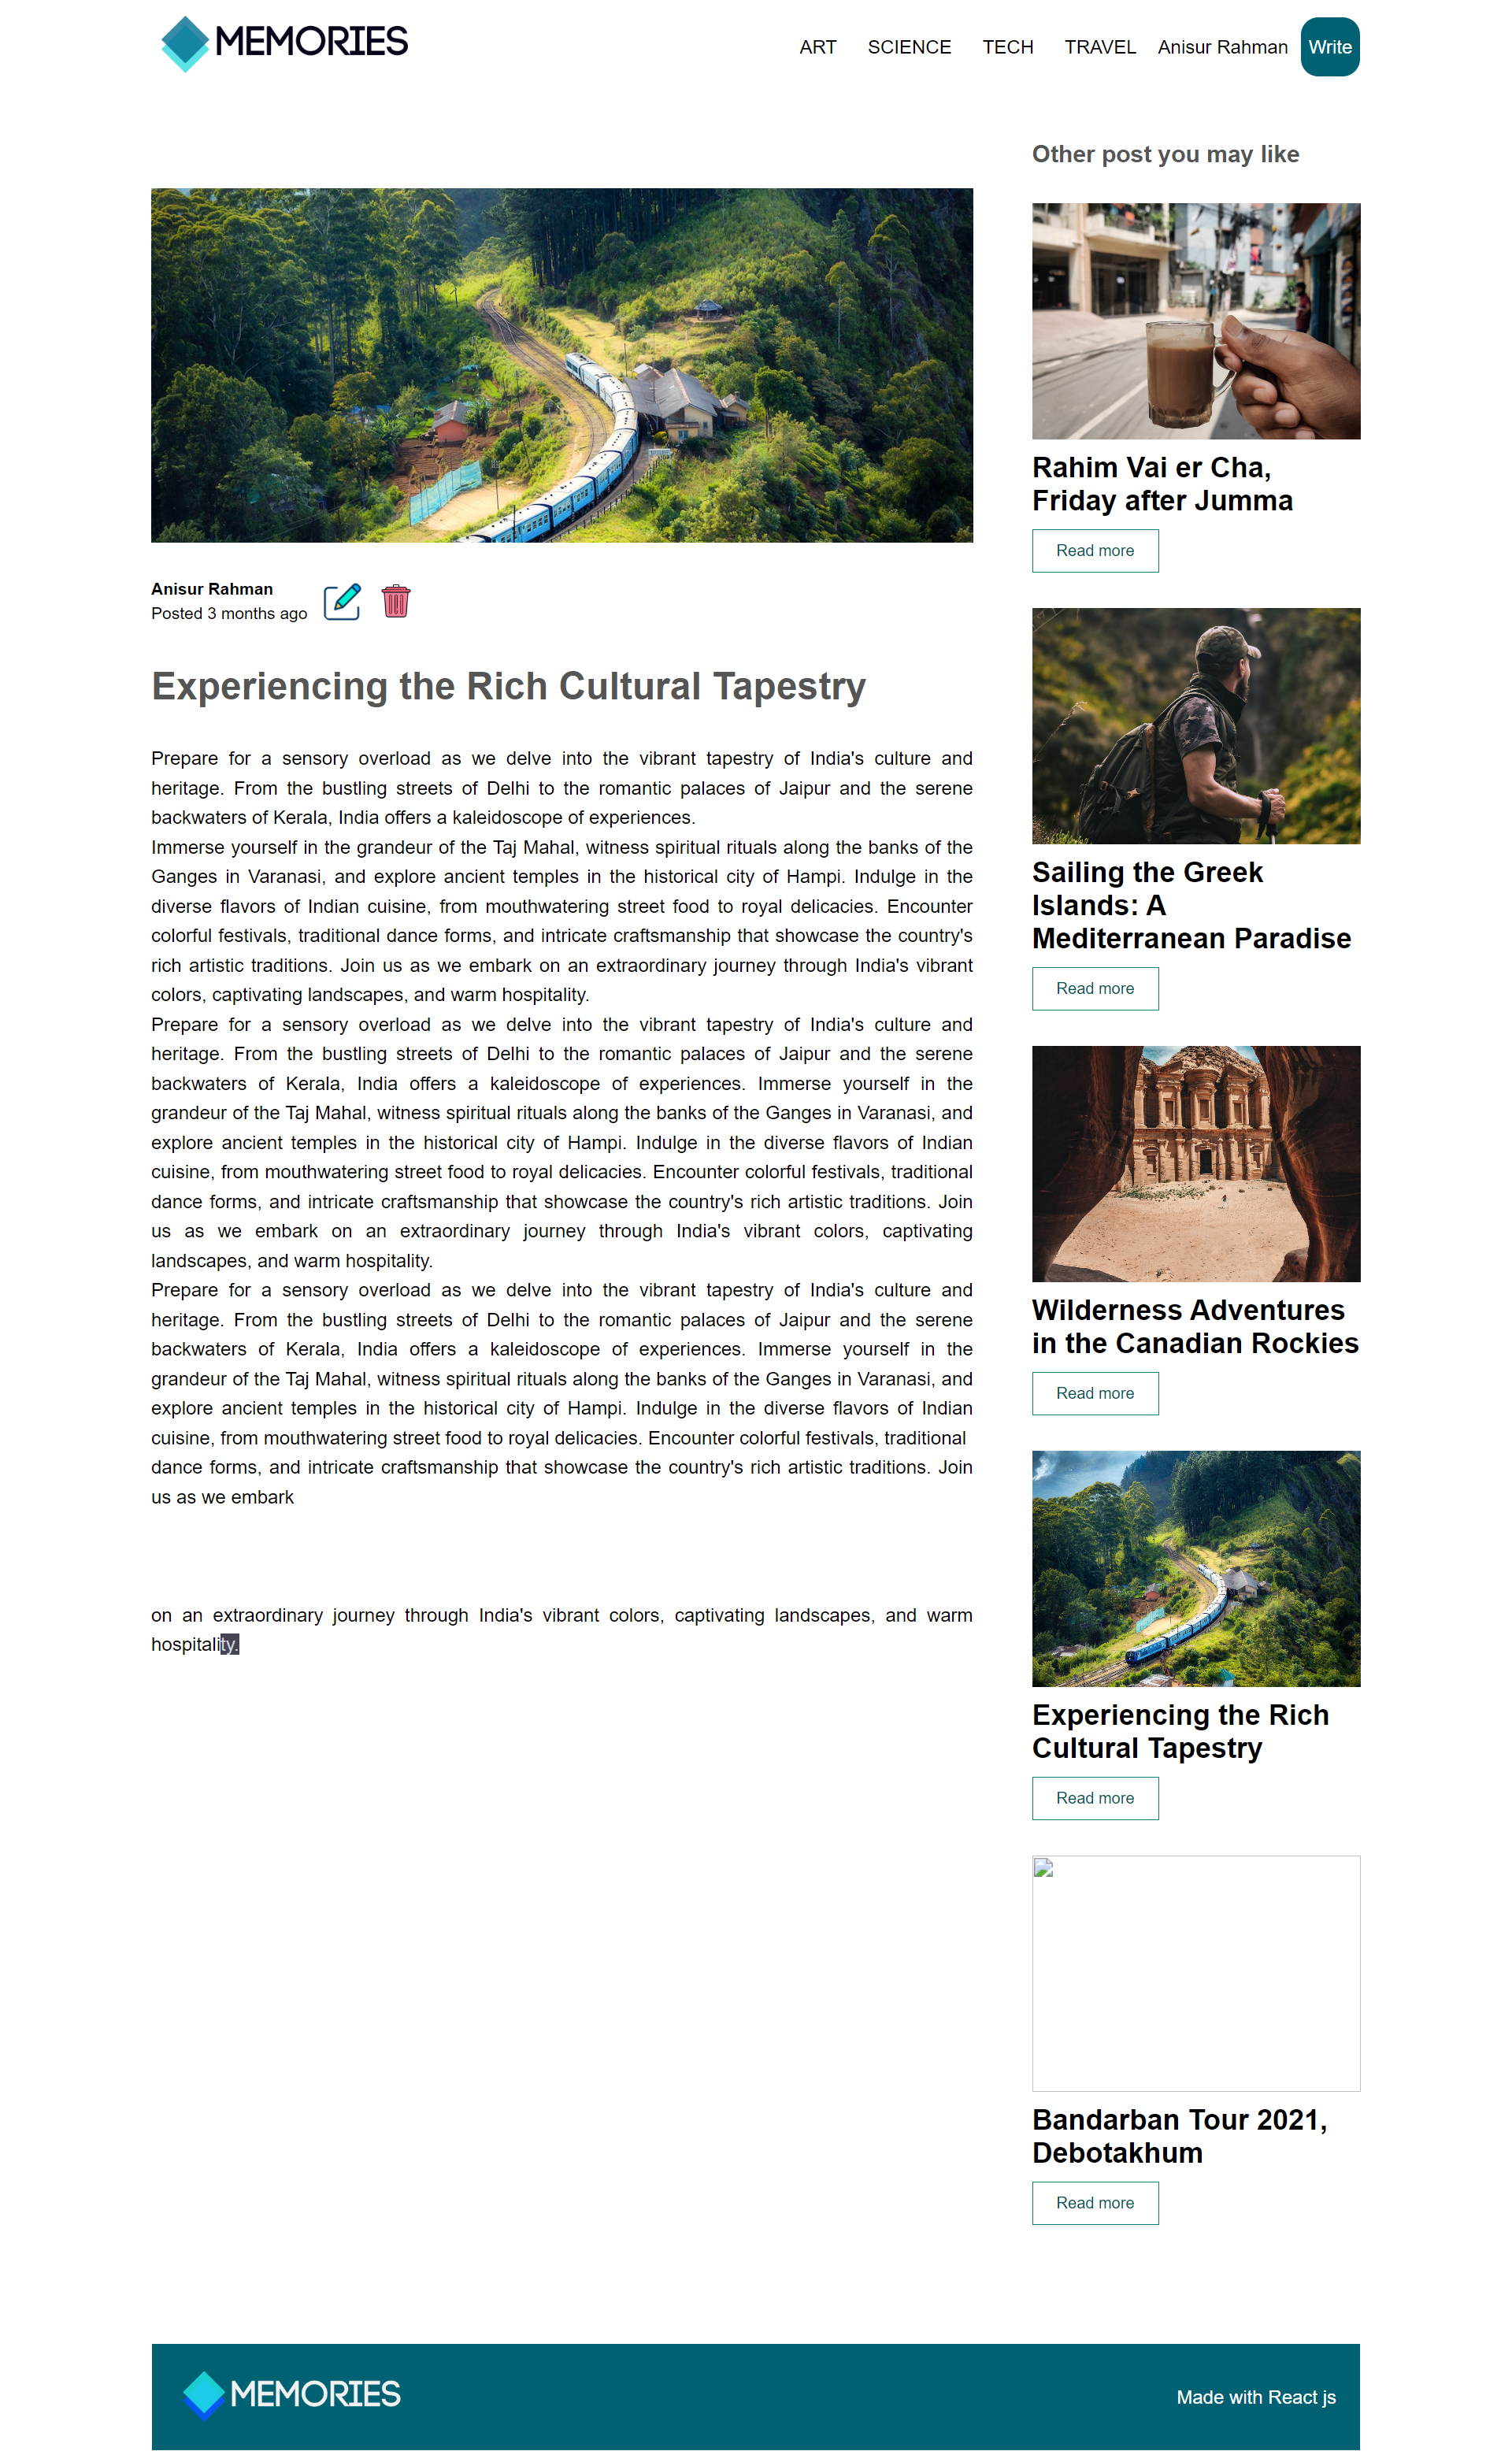 MEMORIES
ART SCIENCE TECH TRAVEL Anisur Rahman Write
Anisur Rahman
Posted 3 months ago
Experiencing the Rich Cultural Tapestry
Prepare for a sensory overload as we delve into the vibrant tapestry of India's culture and
heritage. From the bustling streets of Delhi to the romantic palaces of Jaipur and the serene
backwaters of Kerala, India offers a kaleidoscope of experiences.
Immerse yourself in the grandeur of the Taj Mahal, witness spiritual rituals along the banks of the
Ganges in Varanasi, and explore ancient temples in the historical city of Hampi. Indulge in the
diverse flavors of Indian cuisine, from mouthwatering street food to royal delicacies. Encounter
colorful festivals, traditional dance forms, and intricate craftsmanship that showcase the country's
rich artistic traditions. Join us as we embark on an extraordinary journey through India's vibrant
colors, captivating landscapes, and warm hospitality.
Prepare for a sensory overload as we delve into the vibrant tapestry of India's culture and
heritage. From the bustling streets of Delhi to the romantic palaces of Jaipur and the serene
backwaters of Kerala, India offers a kaleidoscope of experiences. Immerse yourself in the
grandeur of the Taj Mahal, witness spiritual rituals along the banks of the Ganges in Varanasi, and
explore ancient temples in the historical city of Hampi. Indulge in the diverse flavors of Indian
cuisine, from mouthwatering street food to royal delicacies. Encounter colorful festivals, traditional
dance forms, and intricate craftsmanship that showcase the country's rich artistic traditions. Join
us as we embark on an extraordinary journey through India's vibrant colors, captivating
landscapes, and warm hospitality.
Prepare for a sensory overload as we delve into the vibrant tapestry of India's culture and
heritage. From the bustling streets of Delhi to the romantic palaces of Jaipur and the serene
backwaters of Kerala, India offers a kaleidoscope of experiences. Immerse yourself in the
grandeur of the Taj Mahal, witness spiritual rituals along the banks of the Ganges in Varanasi, and
explore ancient temples in the historical city of Hampi. Indulge in the diverse flavors of Indian
cuisine, from mouthwatering street food to royal delicacies. Encounter colorful festivals, traditional
dance forms, and intricate craftsmanship that showcase the country's rich artistic traditions. Join
us as we embark
on an extraordinary journey through India's vibrant colors, captivating landscapes, and warm
hospitality.
Other post you may like
Rahim Vai er Cha,
Friday after Jumma
Read more
Sailing the Greek
Islands: A
Mediterranean Paradise
Read more
Wilderness Adventures
in the Canadian Rockies
Read more
Experiencing the Rich
Cultural Tapestry
Read more
Bandarban Tour 2021,
Debotakhum
Read more
MEMORIES
Made with React js